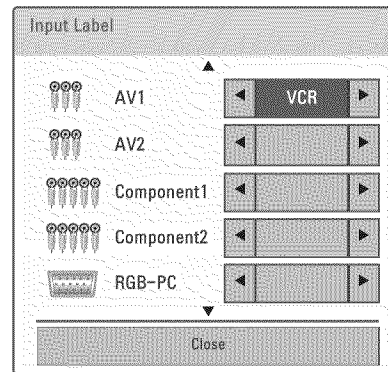 Input Label
AV1 VCR
AV2
Component1
Component2
RGB-PC
Close